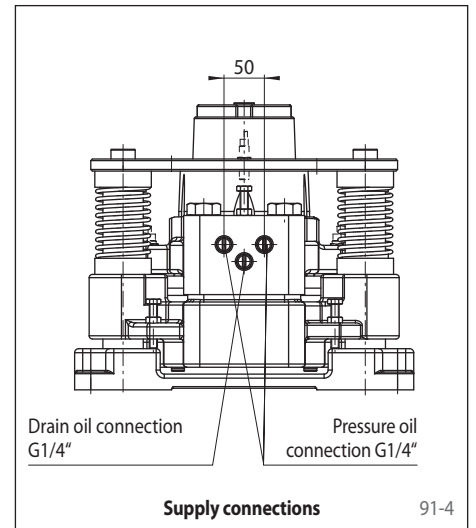 50
Drain oil connection
G1/4“
Pressure oil
connection G1/4“
Supply connections
91-4